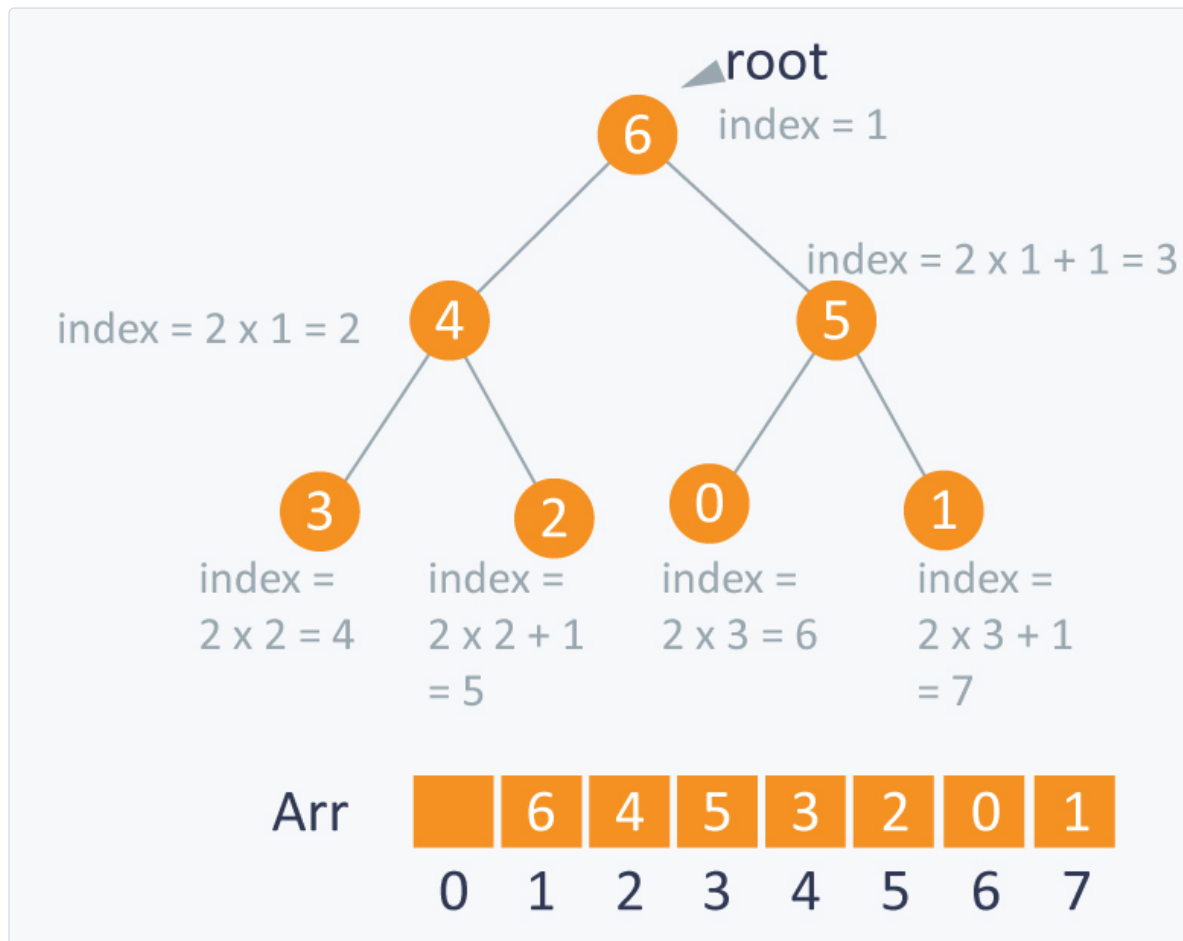 root
6
index = 1
index = 2 x 1 + 1 = 3
index = 2 x 1 = 2
4
5
3
2
0
1
index =
2 x 2 = 4
index =
2 x 2 + 1
= 5
index =
2 x 3 = 6
index =
2 x 3 + 1
= 7
Arr
6 4 5 3 2 0 1
0 1 2 3 4 5 6 7